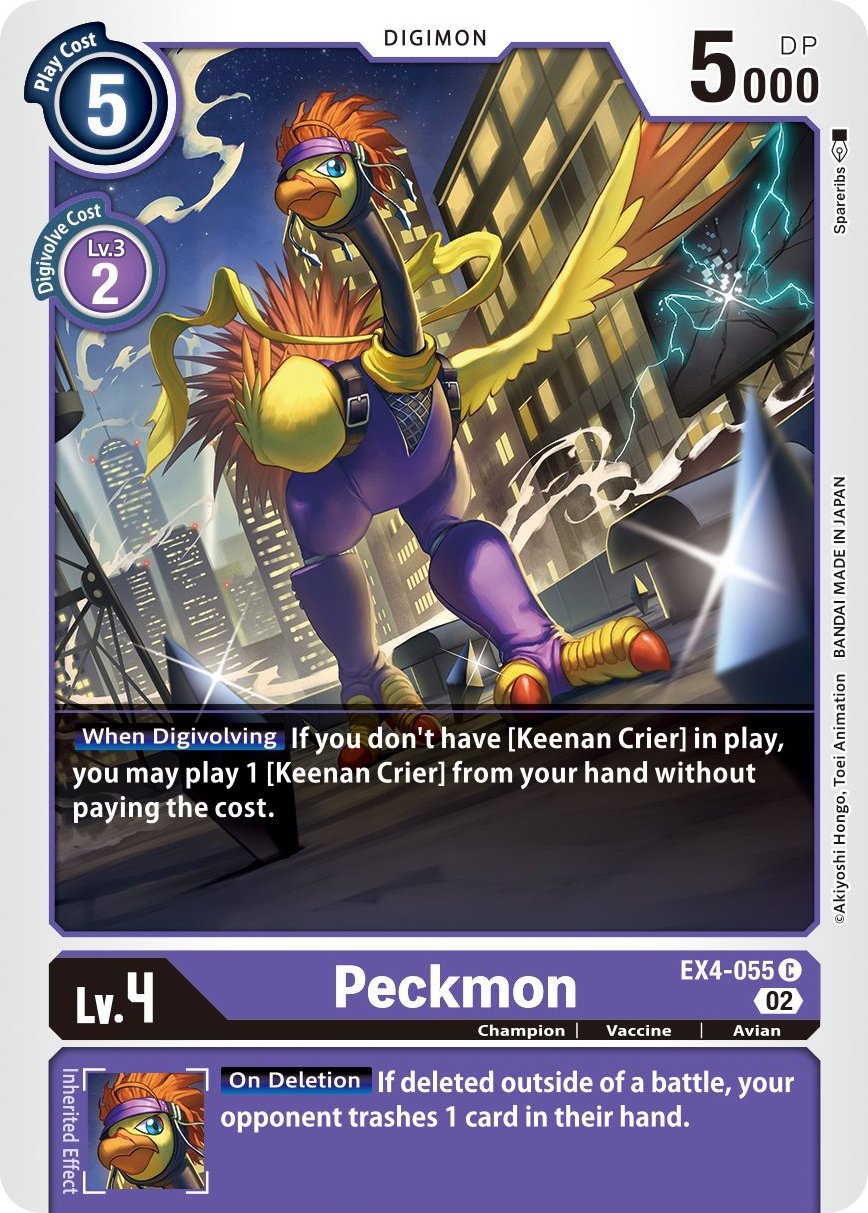 DIGIMON
Play Cost
5
DP
5000
Digivolve Cost
Lv.3
2
Spareribs
©Akiyoshi Hongo, Toei Animation BANDAI MADE IN JAPAN
When Digivolving If you don't have [Keenan Crier] in play,
you may play 1 [Keenan Crier] from your hand without
paying the cost.
Lv.4
Peckmon
EX4-055 C
02
Champion | Vaccine | Avian
Inherited Effect
On Deletion If deleted outside of a battle, your
opponent trashes 1 card in their hand.